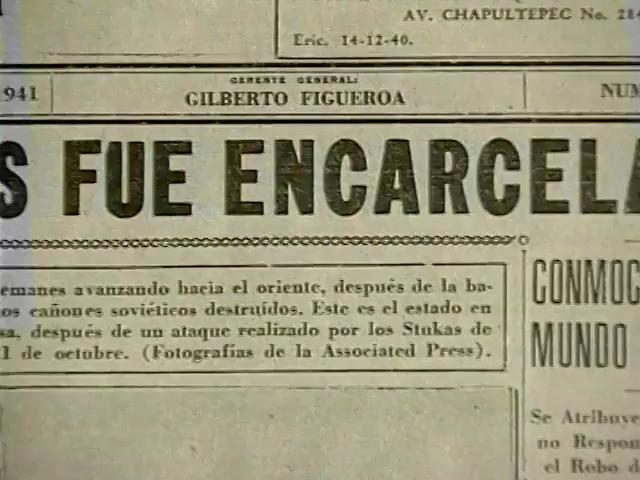 AV. CHAPULTEPEC No. 284
Eric. 14-12-40.
1941
GERENTE GENERAL:
GILBERTO FIGUEROA
NUM
S FUE ENCARCELA
emanes avanzando hacia el oriente, después de la ba-
os cañones soviéticos destruídos. Este es el estado en
sa, después de un ataque realizado por los Stukas de
1 de octubre. (Fotografías de la Associated Press).
CONMOC
MUNDO
Se Atribuye
no Respon
el Robo d